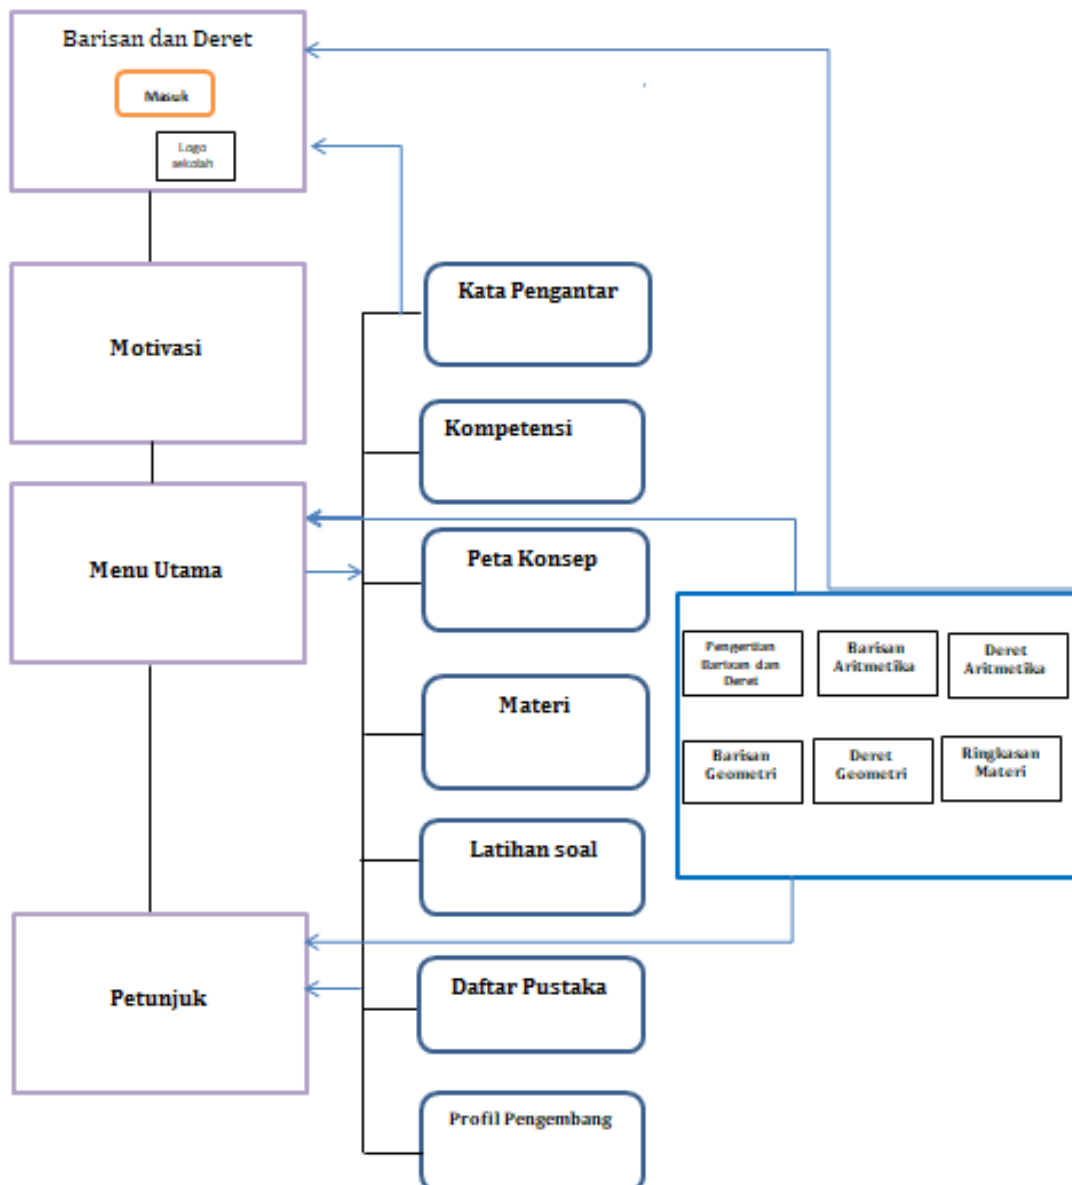 Barisan dan Deret
Masuk
Logo
sekolah
Motivasi
Menu Utama
Petunjuk
Kata Pengantar
Kompetensi
Peta Konsep
Materi
Latihan soal
Daftar Pustaka
Profil Pengembang
Pengertian
Barisan dan
Deret
Barisan
Aritmetika
Deret
Aritmetika
Barisan
Geometri
Deret
Geometri
Ringkasan
Materi